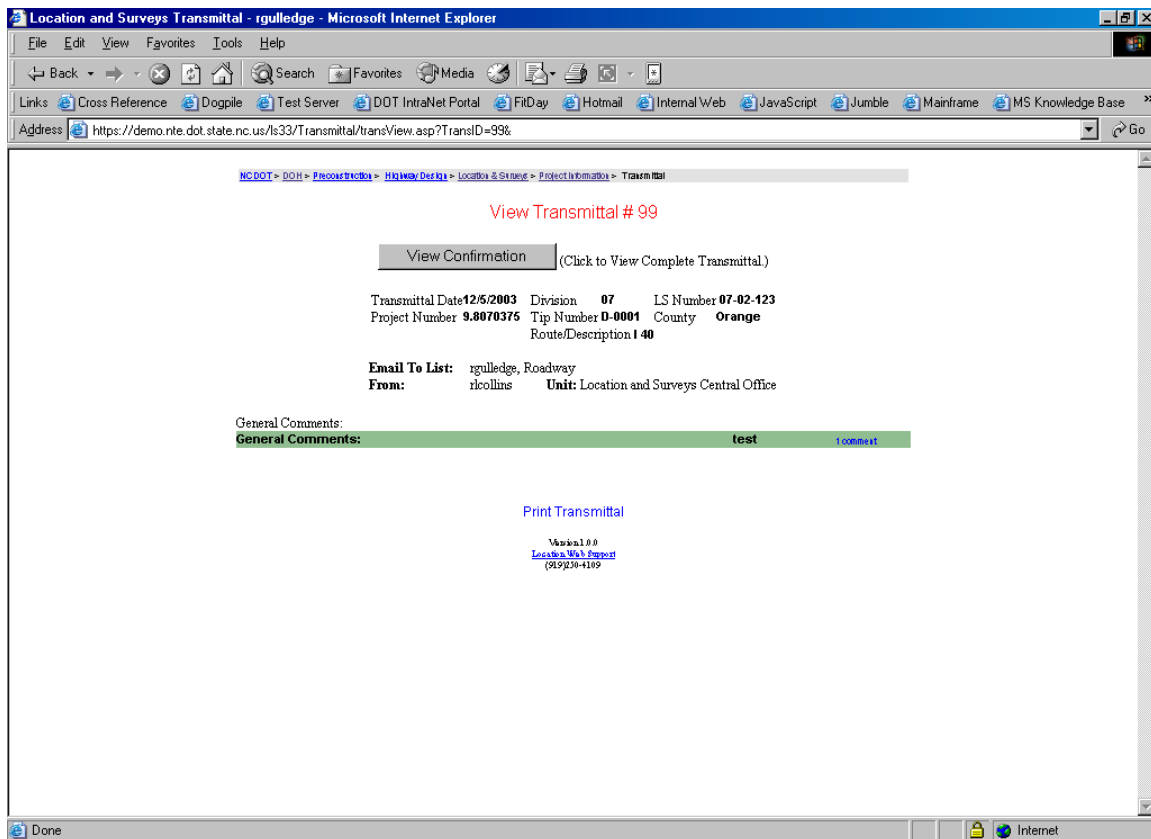 Location and Surveys Transmittal - rgulledge - Microsoft Internet Explorer
File Edit View Favorites Tools Help
Back Search Favorites Media
Links Cross Reference Dogpile Test Server DOT IntraNet Portal FitDay Hotmail Internal Web JavaScript Jumble Mainframe MS Knowledge Base »
Address https://demo.nte.dot.state.nc.us/ls33/Transmittal/transView.asp?TransID=99& Go
NCDOT > DOH > Preconstruction > Highway Design > Location & Surveys > Project Information > Transmittal
View Transmittal # 99
View Confirmation (Click to View Complete Transmittal.)
Transmittal Date 12/5/2003 Division 07 LS Number 07-02-123
Project Number 9.8070375 Tip Number D-0001 County Orange
Route/Description I 40
Email To List: rgulledge, Roadway
From: rlcollins Unit: Location and Surveys Central Office
General Comments:
General Comments: test 1 comment
Print Transmittal
Version 1.0.0
Location Web Support
(919)250-4109
Done Internet